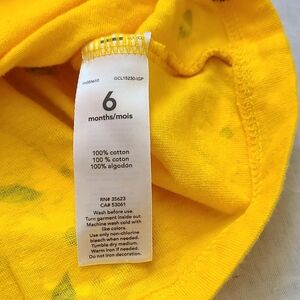 GCL15230-IGP
6
months/mois
100% cotton
100 % coton
100% algodón
RN# 35623
CA# 53061
Wash before use.
Turn garment inside out.
Machine wash cold with
like colors.
Use only non-chlorine
bleach when needed.
Tumble dry medium.
Warm iron if needed.
Do not iron decoration.